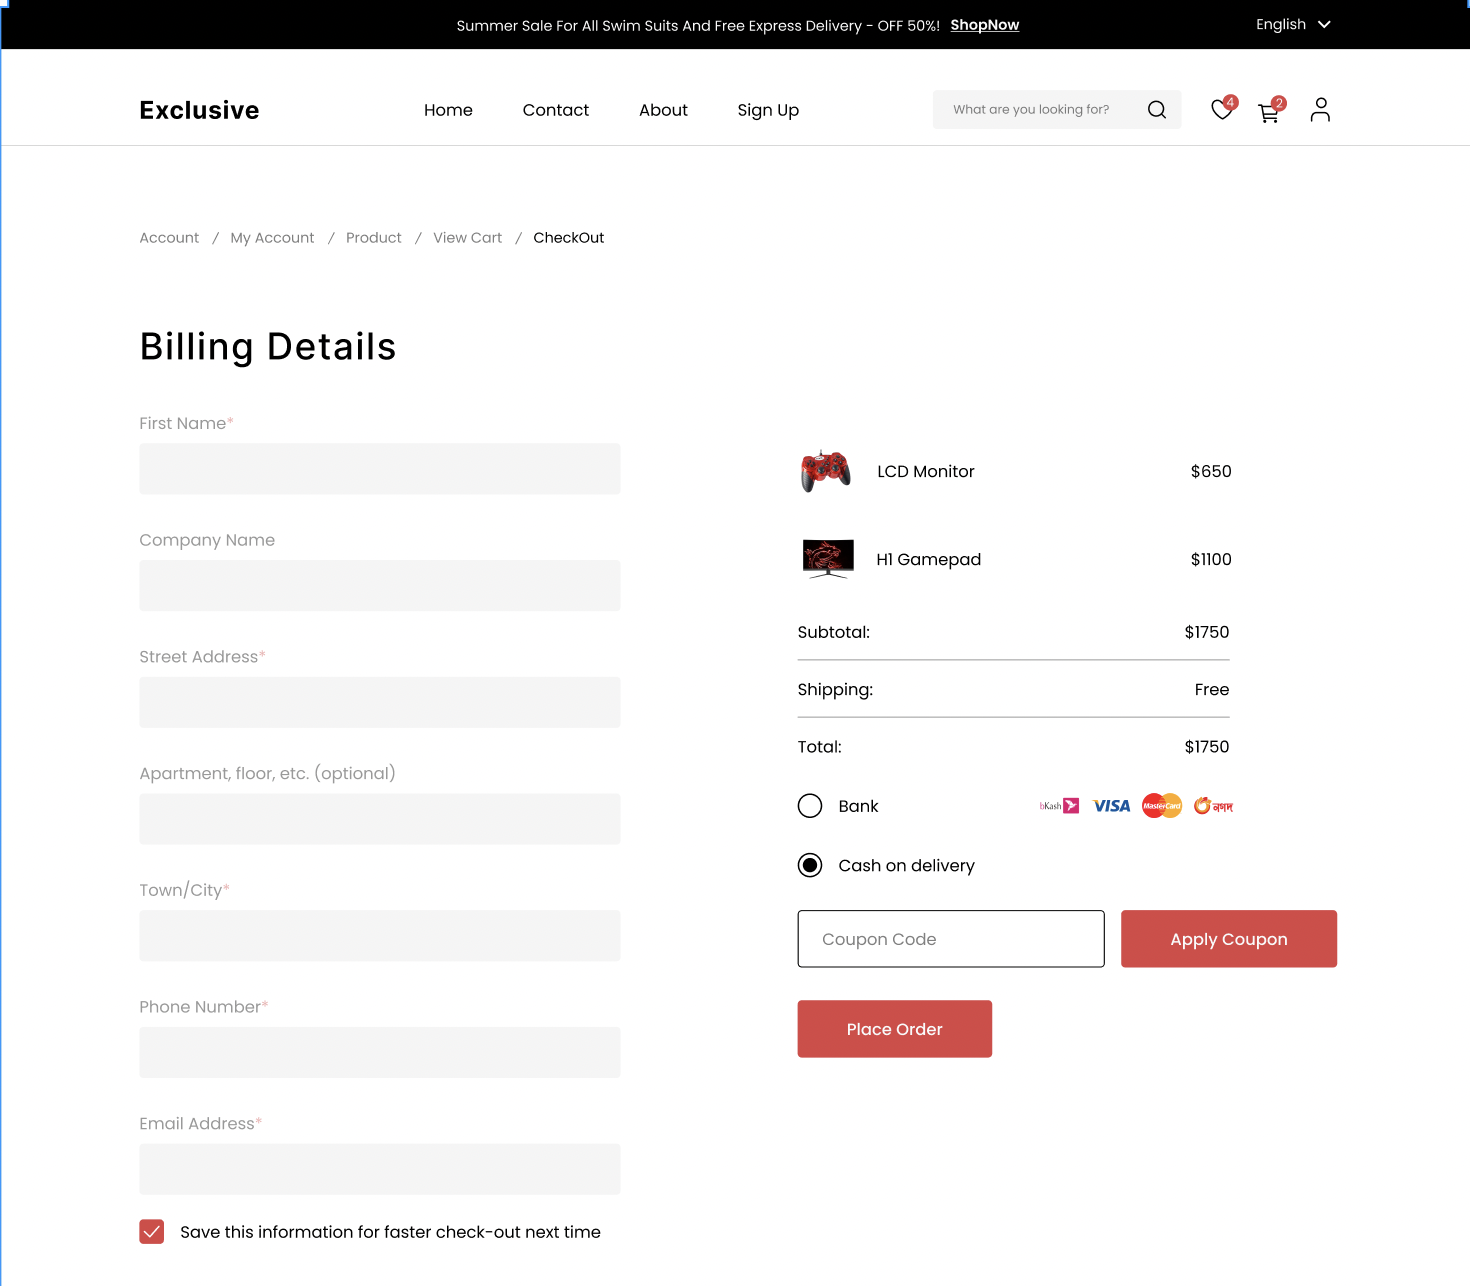 Summer Sale For All Swim Suits And Free Express Delivery - OFF 50%! ShopNow
English
Exclusive
Home
Contact
About
Sign Up
What are you looking for?
4
2
Account / My Account / Product / View Cart / CheckOut
Billing Details
First Name*
Company Name
Street Address*
Apartment, floor, etc. (optional)
Town/City*
Phone Number*
Email Address*
Save this information for faster check-out next time
LCD Monitor $650
H1 Gamepad $1100
Subtotal: $1750
Shipping: Free
Total: $1750
Bank
bKash
VISA
MasterCard
নগদ
Cash on delivery
Coupon Code
Apply Coupon
Place Order